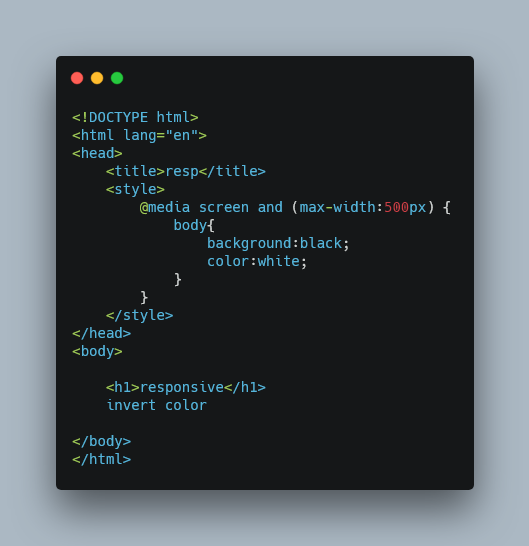 <!DOCTYPE html>
<html lang="en">
<head>
    <title>resp</title>
    <style>
        @media screen and (max-width:500px) {
            body{
                background:black;
                color:white;
            }
        }
    </style>
</head>
<body>

    <h1>responsive</h1>
    invert color

</body>
</html>